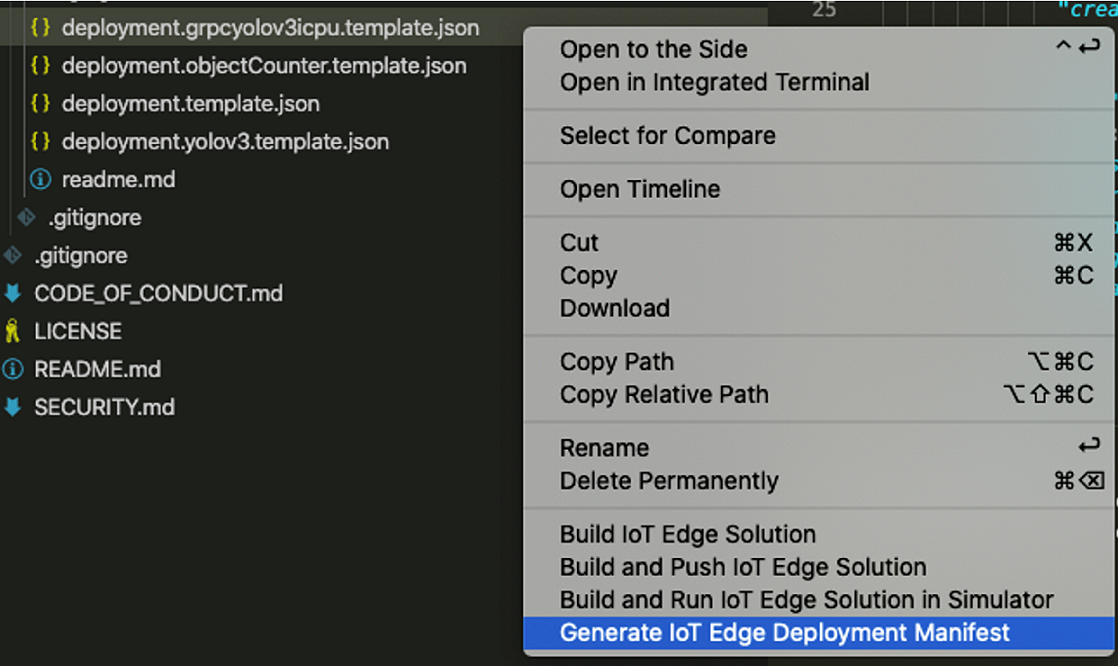 25
"crea
deployment.grpcyolov3icpu.template.json
deployment.objectCounter.template.json
deployment.template.json
deployment.yolov3.template.json
readme.md
.gitignore
.gitignore
CODE_OF_CONDUCT.md
LICENSE
README.md
SECURITY.md
Open to the Side ^↩
Open in Integrated Terminal
Select for Compare
Open Timeline
Cut ⌘X
Copy ⌘C
Download
Copy Path ⌥⌘C
Copy Relative Path ⌥⇧⌘C
Rename ↩
Delete Permanently ⌘⌫
Build IoT Edge Solution
Build and Push IoT Edge Solution
Build and Run IoT Edge Solution in Simulator
Generate IoT Edge Deployment Manifest